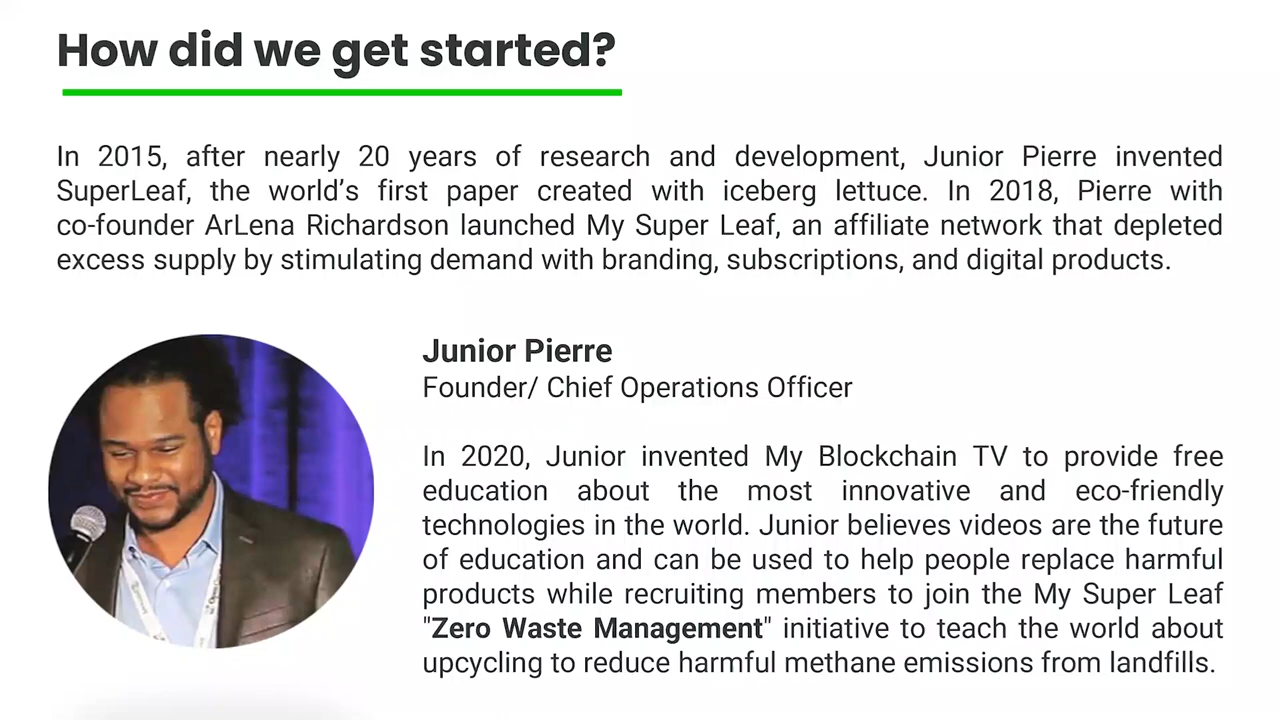 How did we get started?
In 2015, after nearly 20 years of research and development, Junior Pierre invented
SuperLeaf, the world’s first paper created with iceberg lettuce. In 2018, Pierre with
co-founder ArLena Richardson launched My Super Leaf, an affiliate network that depleted
excess supply by stimulating demand with branding, subscriptions, and digital products.
Junior Pierre
Founder/ Chief Operations Officer
In 2020, Junior invented My Blockchain TV to provide free
education about the most innovative and eco-friendly
technologies in the world. Junior believes videos are the future
of education and can be used to help people replace harmful
products while recruiting members to join the My Super Leaf
"Zero Waste Management" initiative to teach the world about
upcycling to reduce harmful methane emissions from landfills.